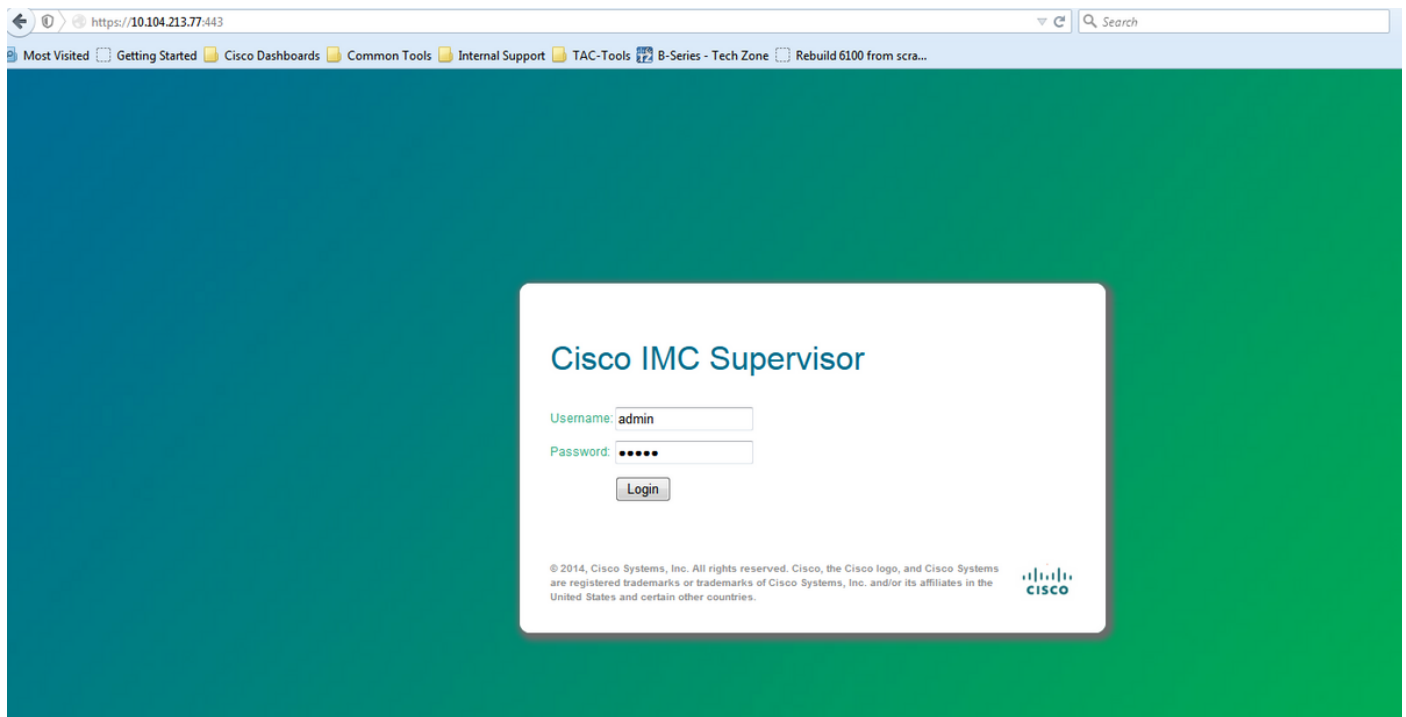 https://10.104.213.77:443
Search
Most Visited Getting Started Cisco Dashboards Common Tools Internal Support TAC-Tools B-Series - Tech Zone Rebuild 6100 from scra...
Cisco IMC Supervisor
Username: admin
Password: •••••
Login
© 2014, Cisco Systems, Inc. All rights reserved. Cisco, the Cisco logo, and Cisco Systems
are registered trademarks or trademarks of Cisco Systems, Inc. and/or its affiliates in the
United States and certain other countries.
CISCO